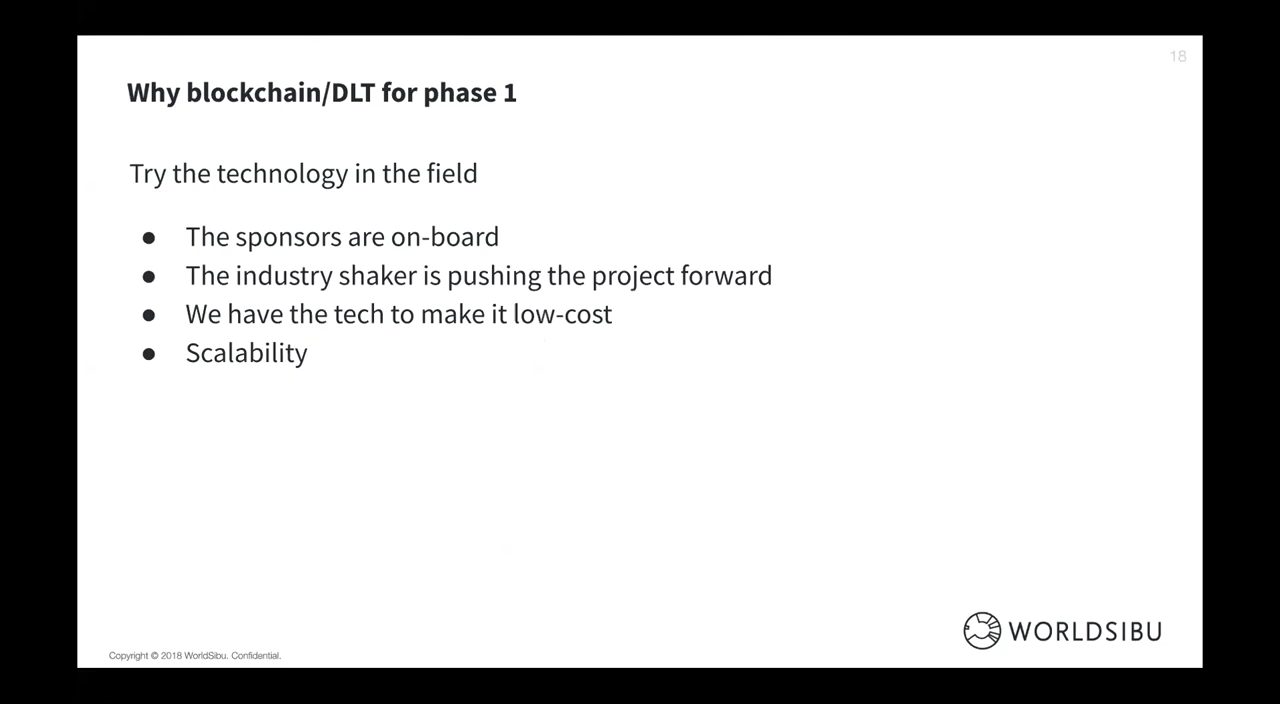 18
Why blockchain/DLT for phase 1
Try the technology in the field
● The sponsors are on-board
● The industry shaker is pushing the project forward
● We have the tech to make it low-cost
● Scalability
WORLDSIBU
Copyright © 2018 WorldSibu. Confidential.